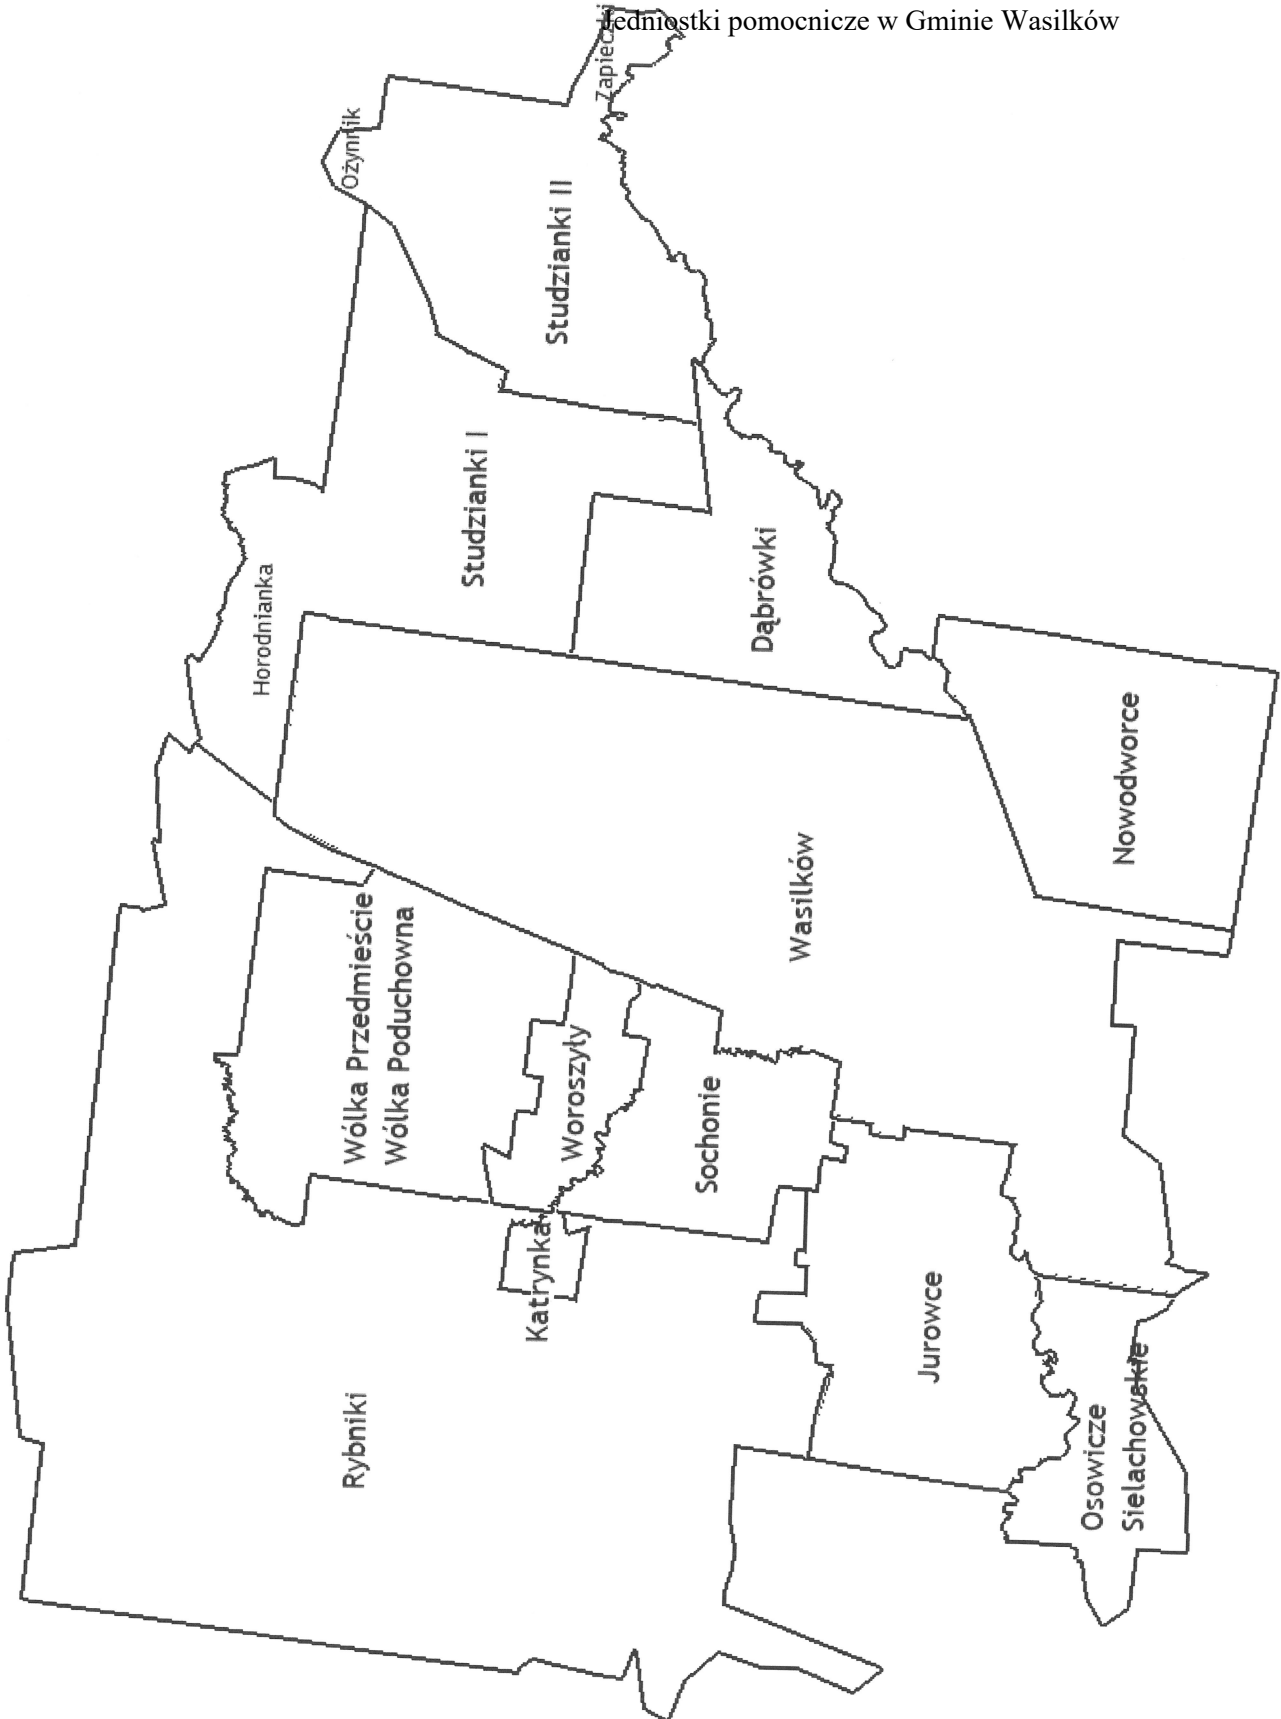 Jedniostki pomocnicze w Gminie Wasilków
Rybniki
Katrynka
Wólka Przedmieście
Wólka Poduchowna
Woroszyły
Sochonie
Jurowce
Osowicze
Sielachowskie
Wasilków
Horodnianka
Nowodworce
Dąbrówki
Studzianki I
Studzianki II
Ożynnik